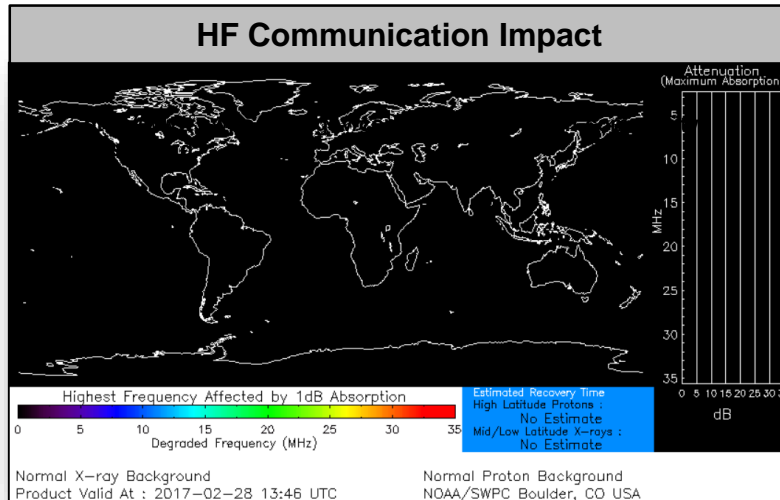 HF Communication Impact
Attenuation
(Maximum Absorption
5
10
15
20
25
30
35
MHz
0 5 10 15 20 25 30
dB
Highest Frequency Affected by 1dB Absorption
0 5 10 15 20 25 30 35
Degraded Frequency (MHz)
Estimated Recovery Time
High Latitude Protons :
No Estimate
Mid/Low Latitude X-rays :
No Estimate
Normal X-ray Background
Product Valid At : 2017-02-28 13:46 UTC
Normal Proton Background
NOAA/SWPC Boulder, CO USA